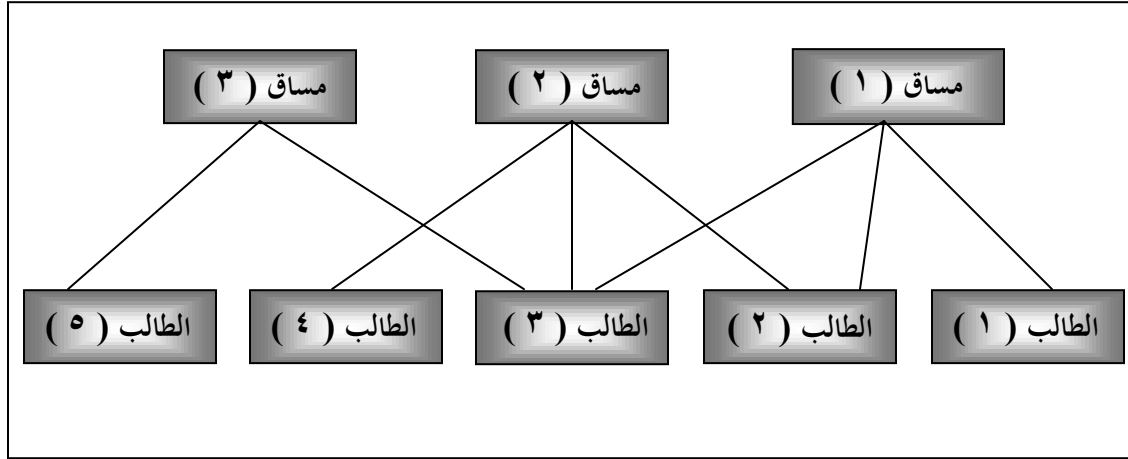 مساق ( ١ )
مساق ( ٢ )
مساق ( ٣ )
الطالب ( ١ )
الطالب ( ٢ )
الطالب ( ٣ )
الطالب ( ٤ )
الطالب ( ٥ )